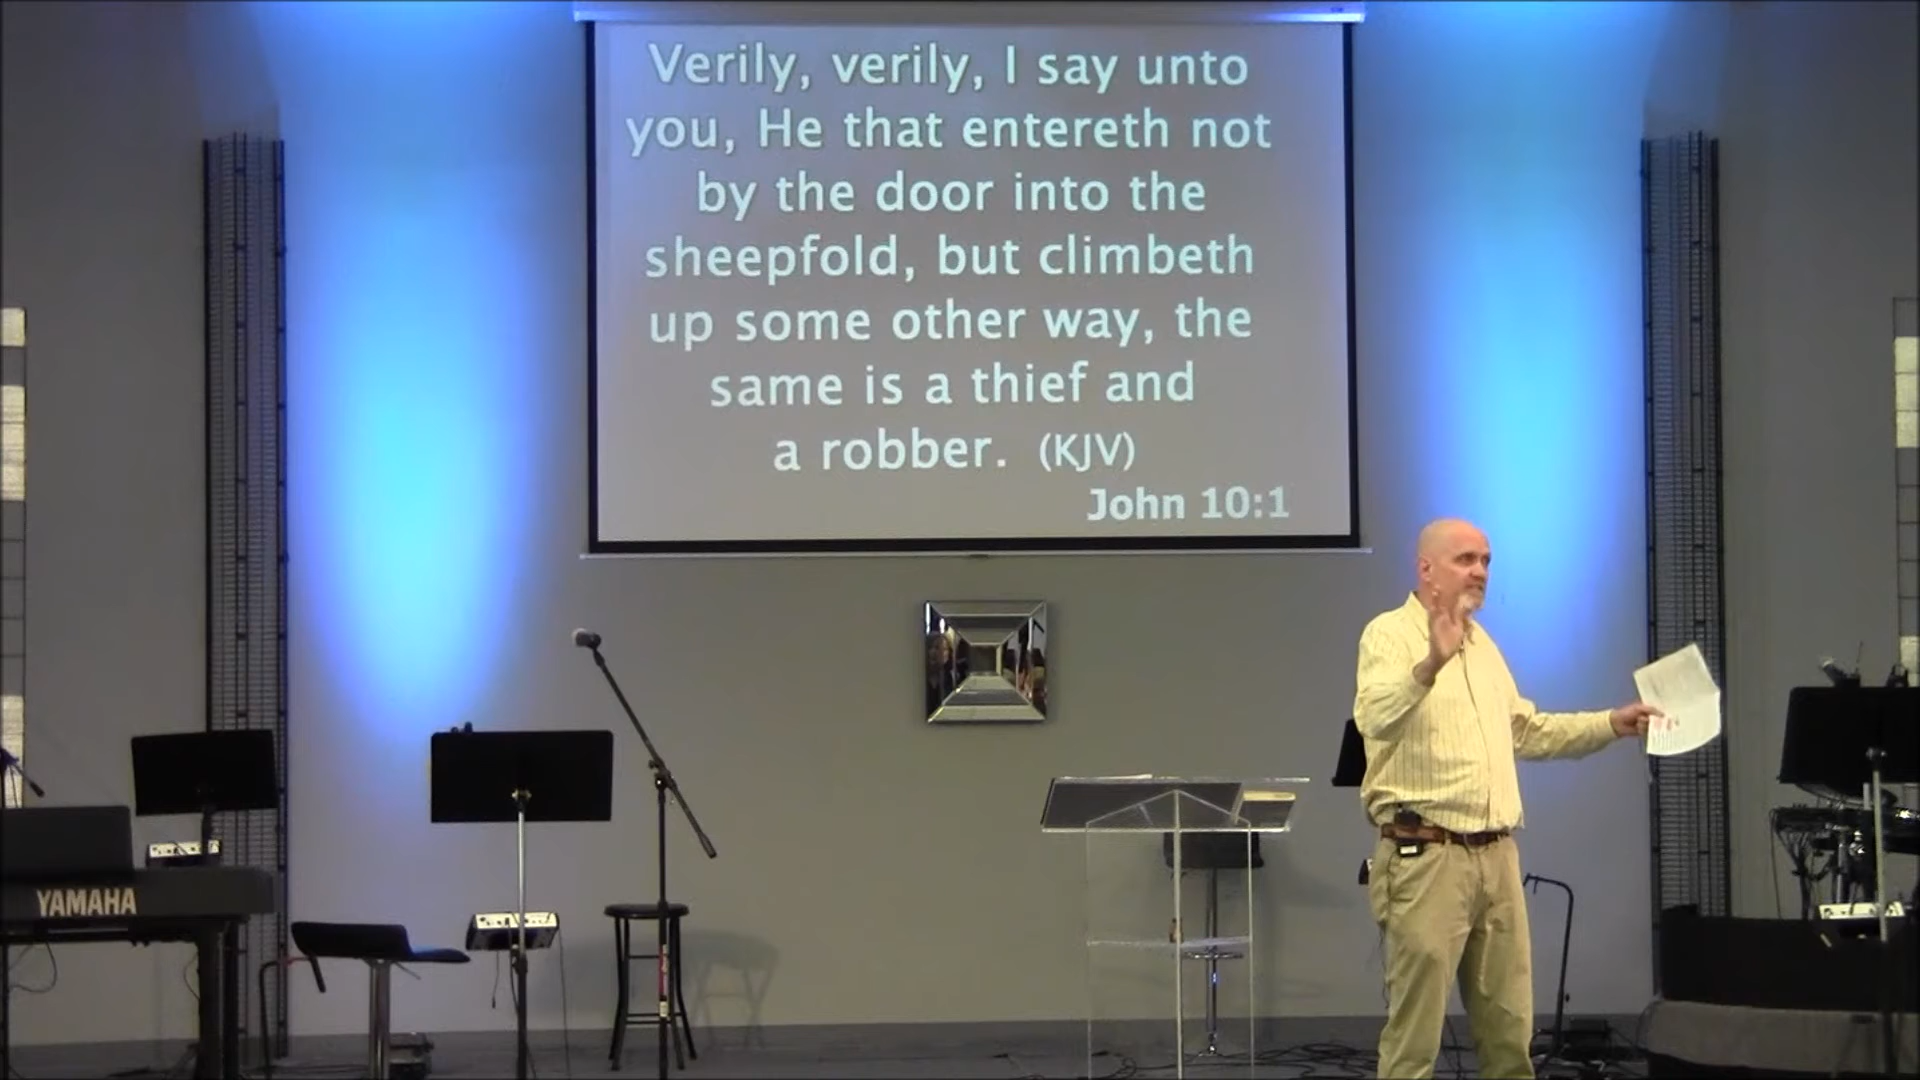 Verily, verily, I say unto
you, He that entereth not
by the door into the
sheepfold, but climbeth
up some other way, the
same is a thief and
a robber. (KJV)
John 10:1
YAMAHA